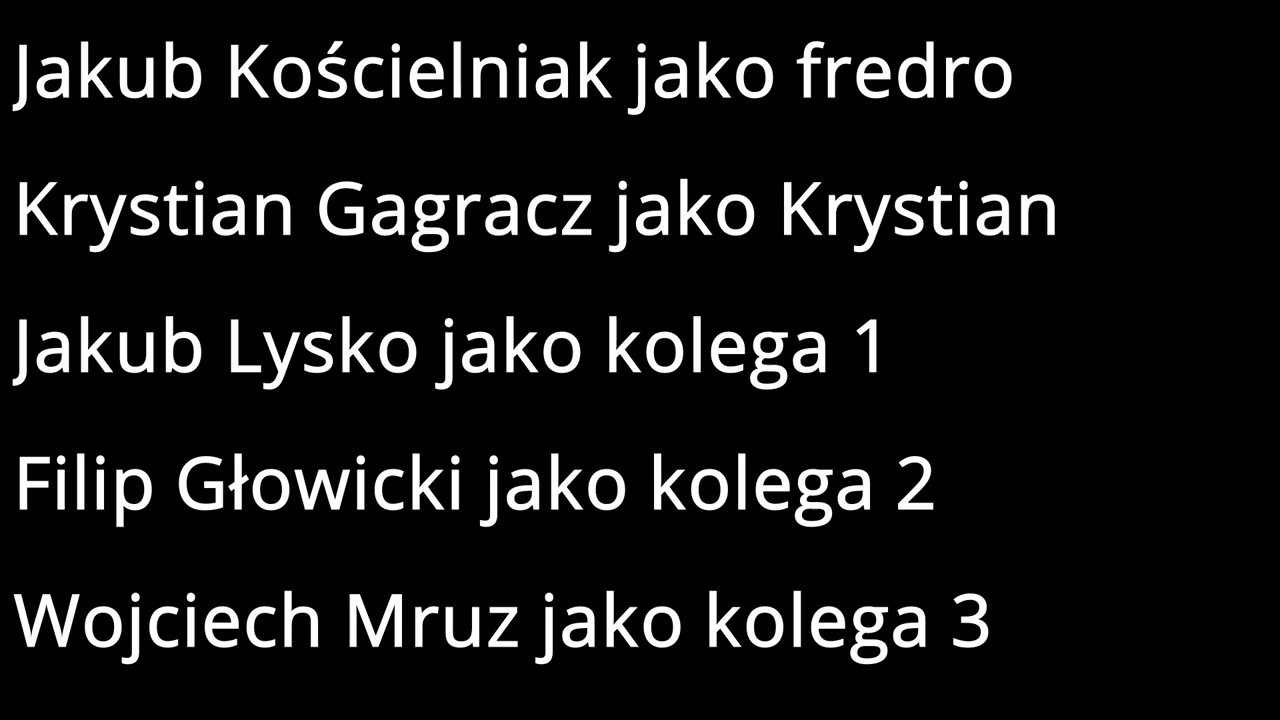 Jakub Kościelniak jako fredro
Krystian Gagracz jako Krystian
Jakub Lysko jako kolega 1
Filip Głowicki jako kolega 2
Wojciech Mruz jako kolega 3